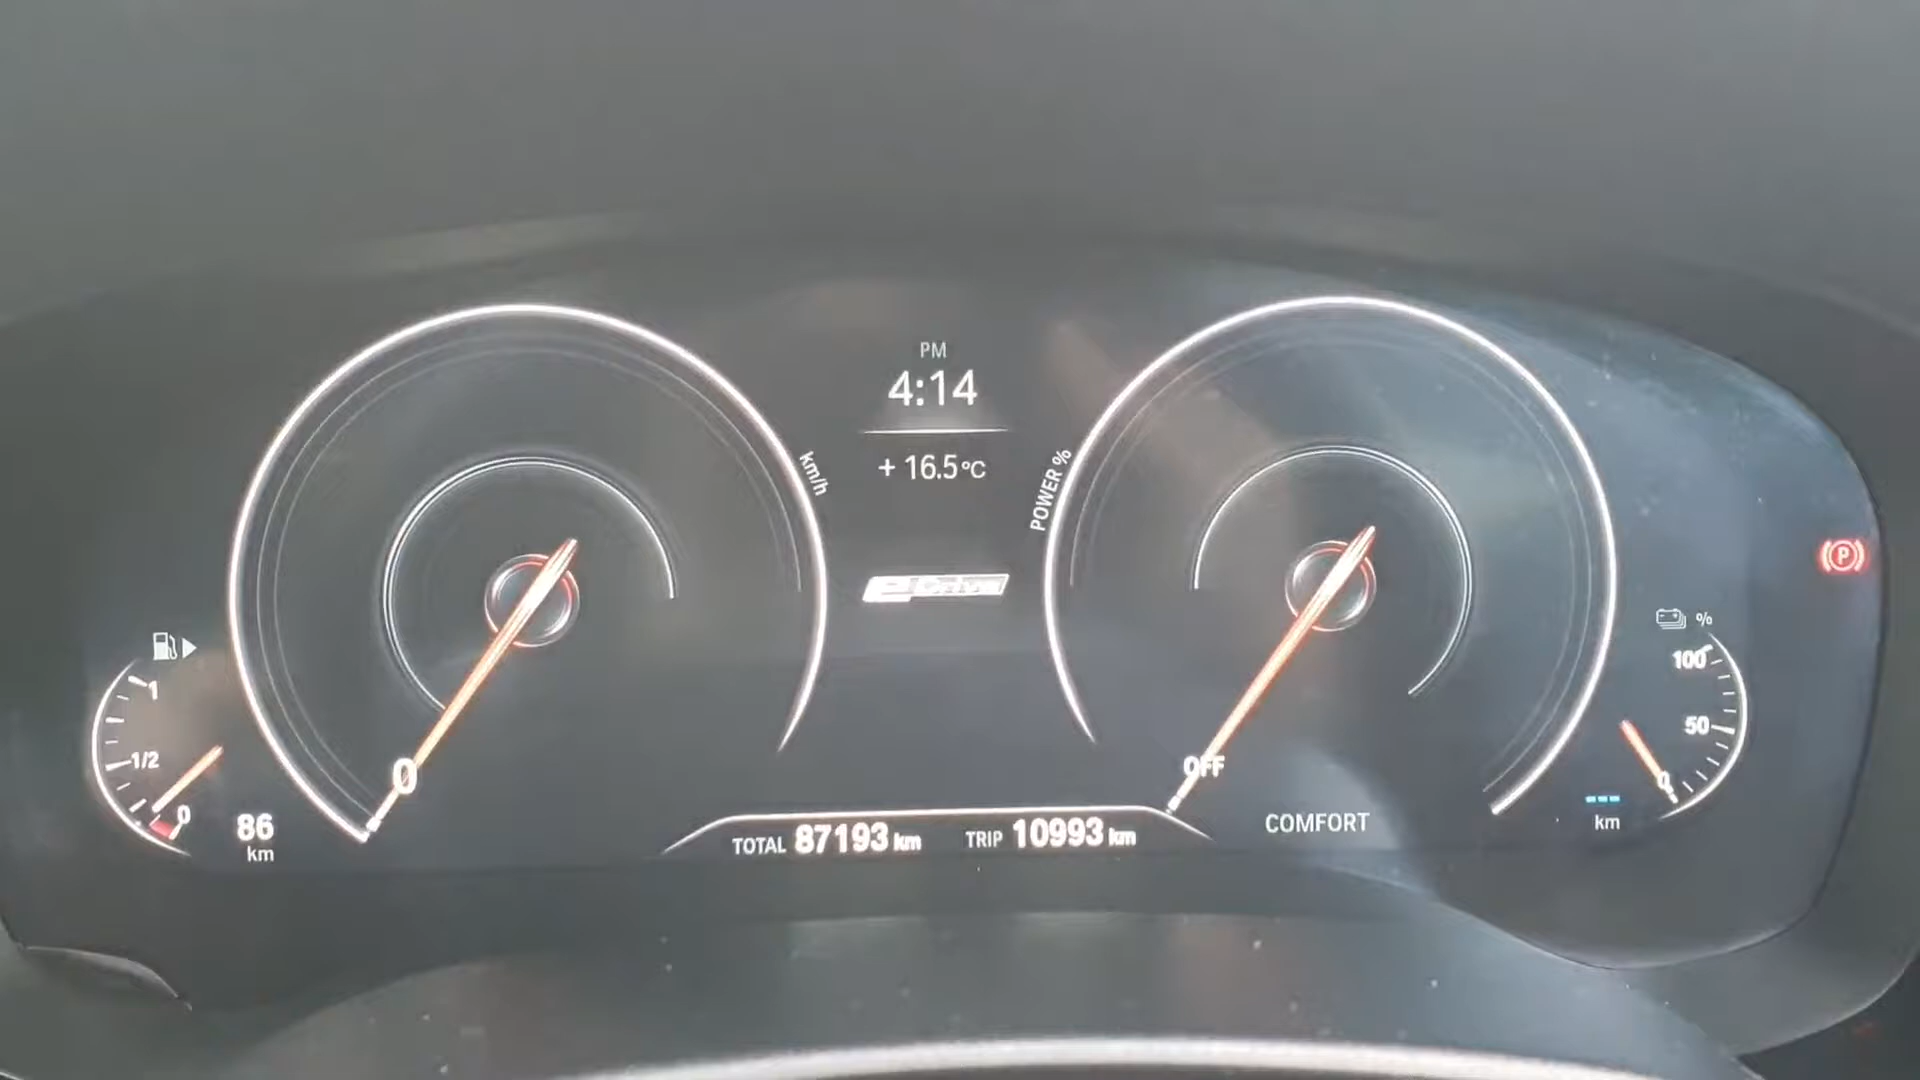 PM
4:14
+ 16.5°C
km/h
POWER %
eDrive
1
1/2
0
86
km
0
OFF
COMFORT
TOTAL 87193 km TRIP 10993 km
P
%
100
50
0
---
km